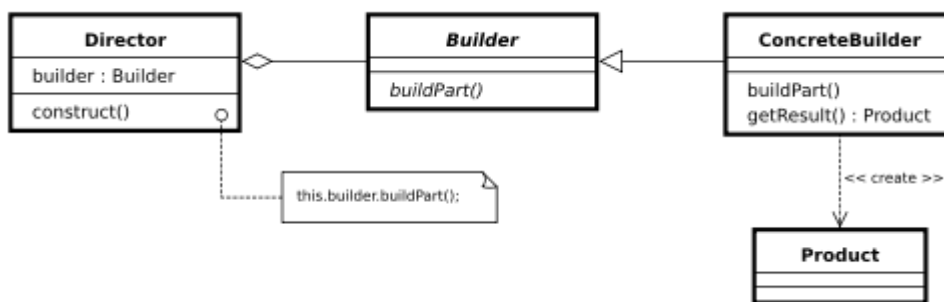 Director
builder : Builder
construct()
Builder
buildPart()
ConcreteBuilder
buildPart()
getResult() : Product
this.builder.buildPart();
<< create >>
Product